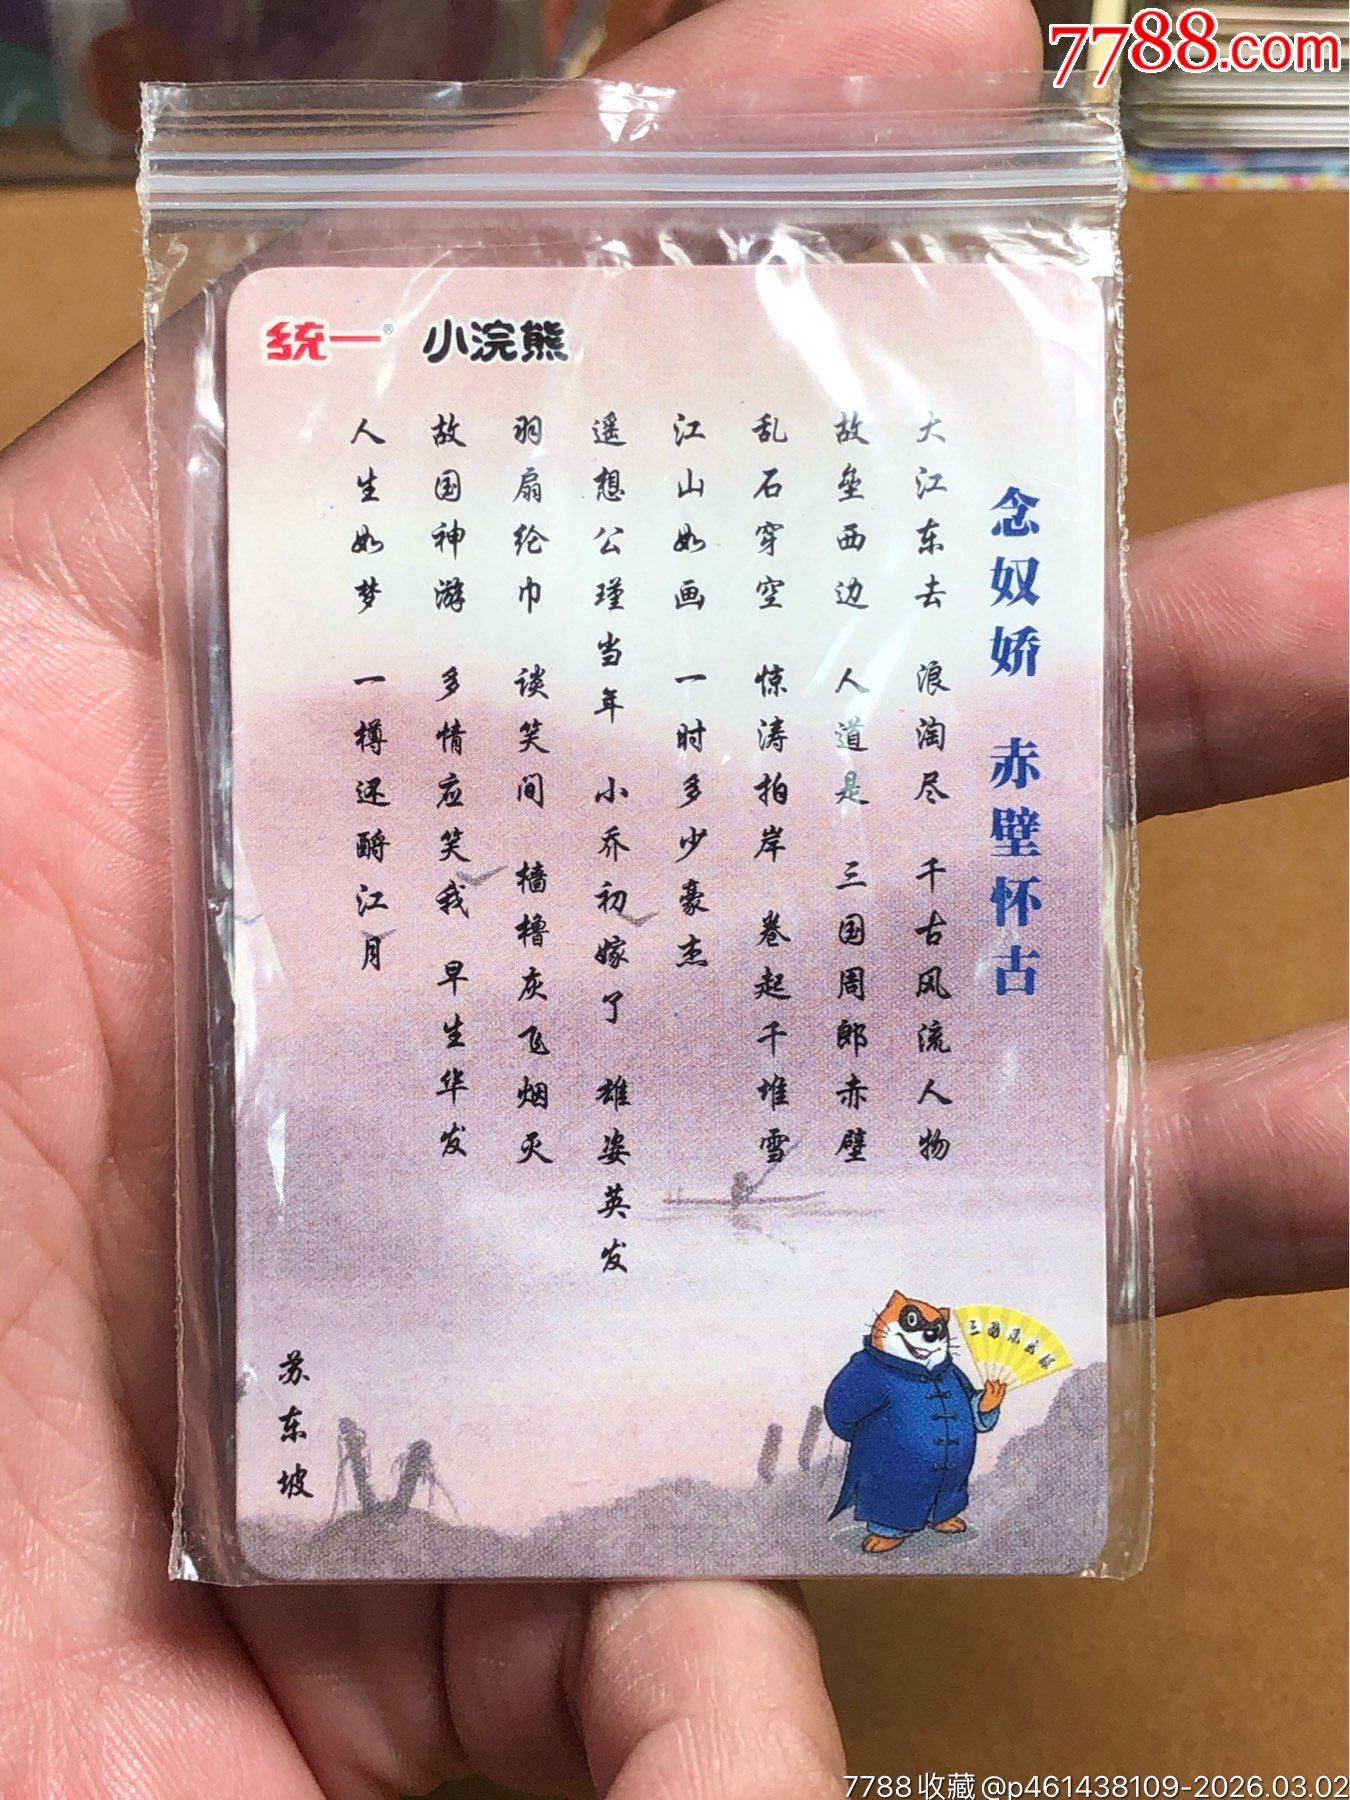 7788.com
统一® 小浣熊
念奴娇 赤壁怀古
大江东去 浪淘尽 千古风流人物
故垒西边 人道是 三国周郎赤壁
乱石穿空 惊涛拍岸 卷起千堆雪
江山如画 一时多少豪杰
遥想公瑾当年 小乔初嫁了 雄姿英发
羽扇纶巾 谈笑间 樯橹灰飞烟灭
故国神游 多情应笑我 早生华发
人生如梦 一樽还酹江月
苏东坡
三国风云
7788收藏@p461438109-2026.03.02